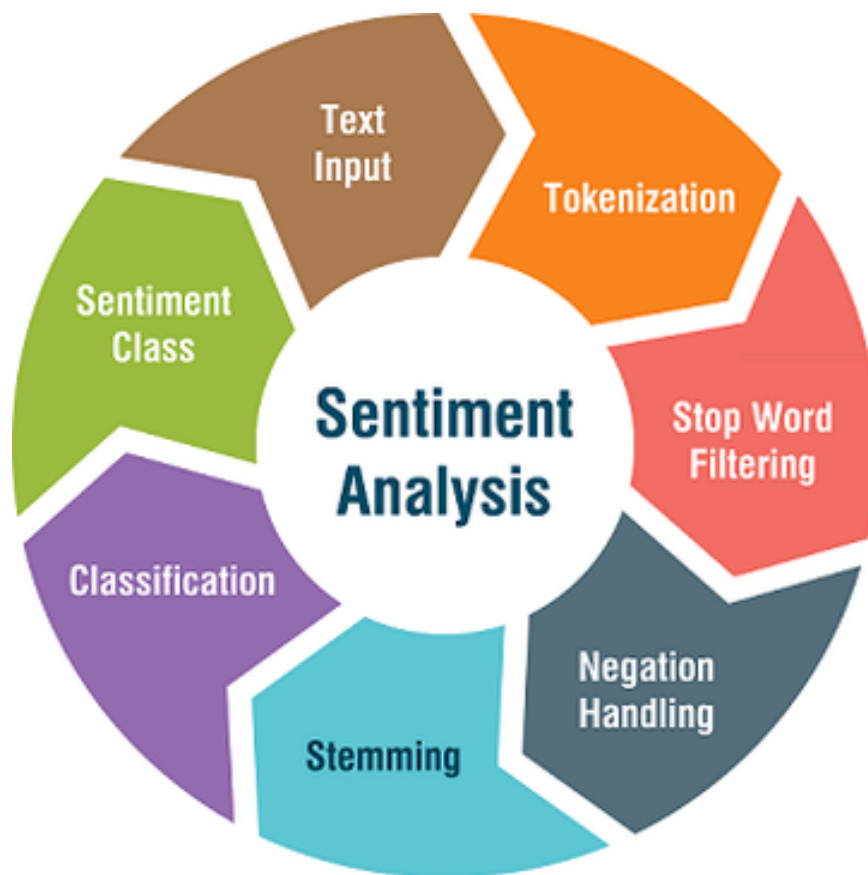 Text
Input
Tokenization
Stop Word
Filtering
Negation
Handling
Stemming
Classification
Sentiment
Class
Sentiment
Analysis